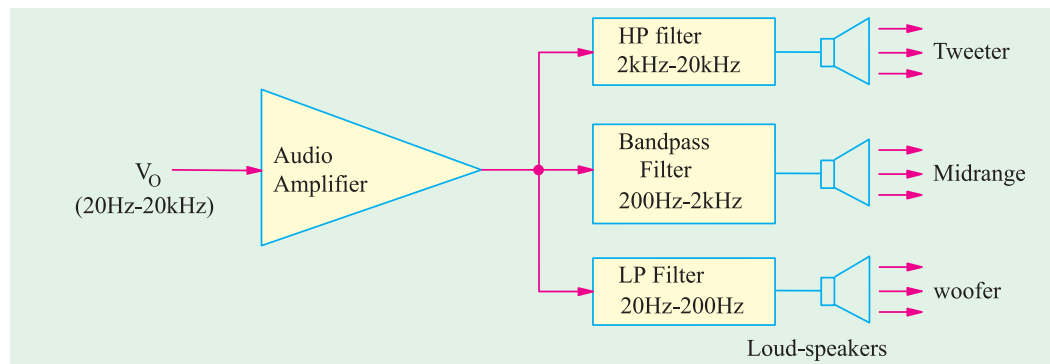 V_O
(20Hz-20kHz)
Audio
Amplifier
HP filter
2kHz-20kHz
Tweeter
Bandpass
Filter
200Hz-2kHz
Midrange
LP Filter
20Hz-200Hz
woofer
Loud-speakers